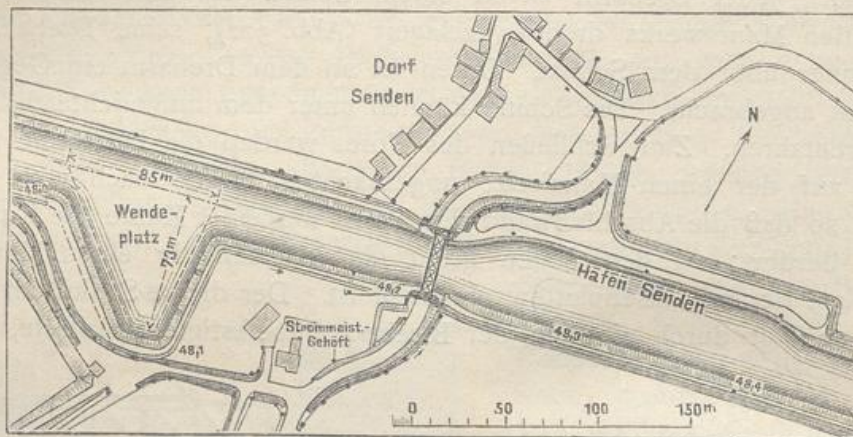 Dorf
Senden
N
85m
Wende-
platz
73m
48,0
48,1
48,2
Strommeist.-
Gehöft
Hafen Senden
48,3
48,4
0 50 100 150m